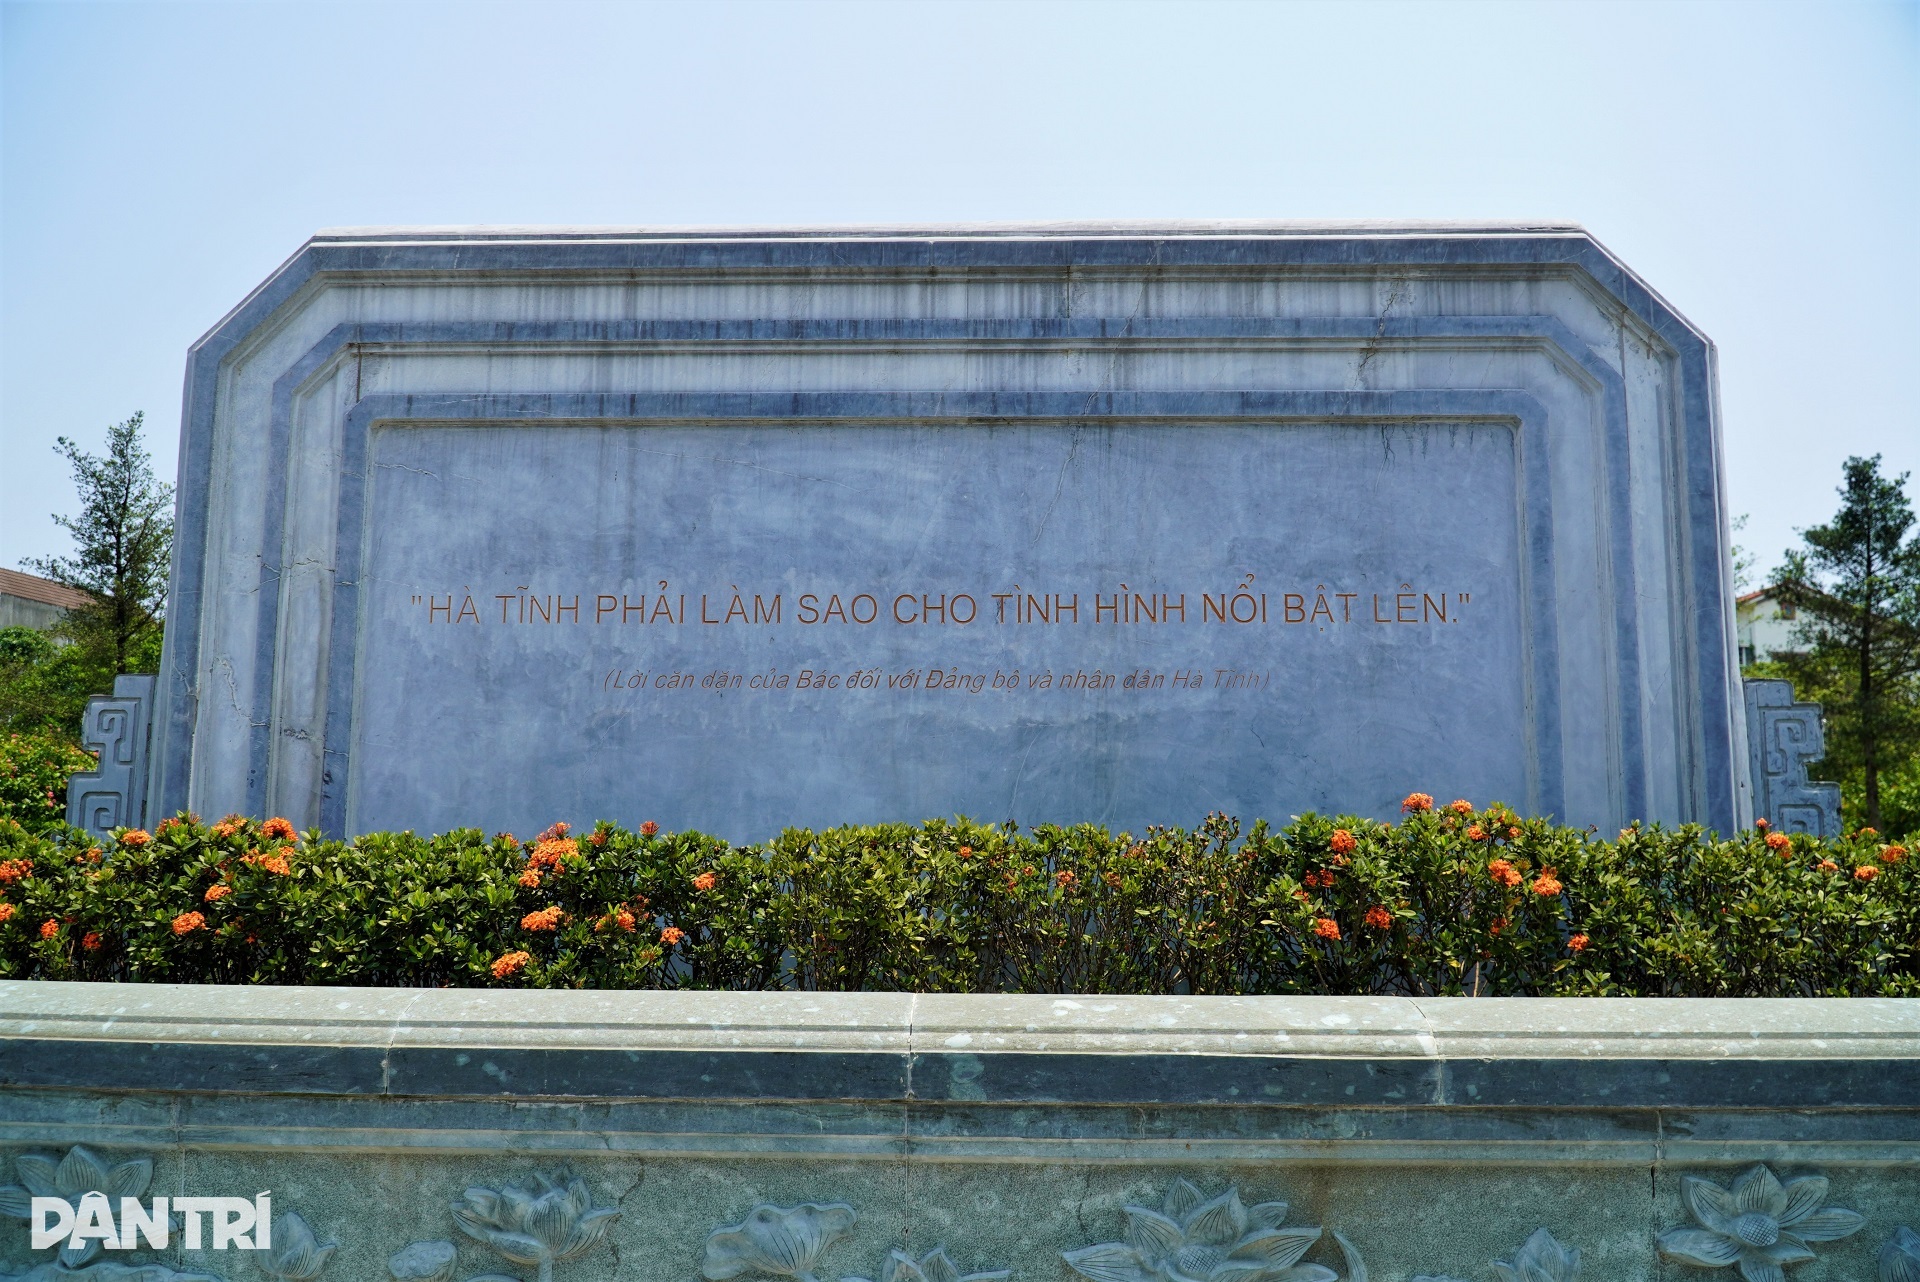 "HÀ TĨNH PHẢI LÀM SAO CHO TÌNH HÌNH NỔI BẬT LÊN."
(Lời căn dặn của Bác đối với Đảng bộ và nhân dân Hà Tĩnh)
DÂN TRÍ